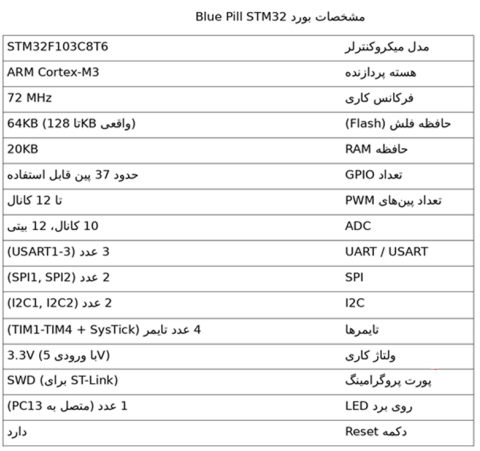 مشخصات بورد Blue Pill STM32
مدل میکروکنترلر STM32F103C8T6
هسته پردازنده ARM Cortex-M3
فرکانس کاری 72 MHz
حافظه فلش (Flash) 64KB (واقعی KBتا 128)
حافظه RAM 20KB
تعداد GPIO حدود 37 پین قابل استفاده
تعداد پین‌های PWM تا 12 کانال
ADC 10 کانال، 12 بیتی
UART / USART 3 عدد (USART1-3)
SPI 2 عدد (SPI1, SPI2)
I2C 2 عدد (I2C1, I2C2)
تایمرها 4 عدد تایمر (TIM1-TIM4 + SysTick)
ولتاژ کاری 3.3V (با ورودی 5V)
پورت پروگرامینگ SWD (برای ST-Link)
LED روی برد 1 عدد (متصل به PC13)
دکمه Reset دارد